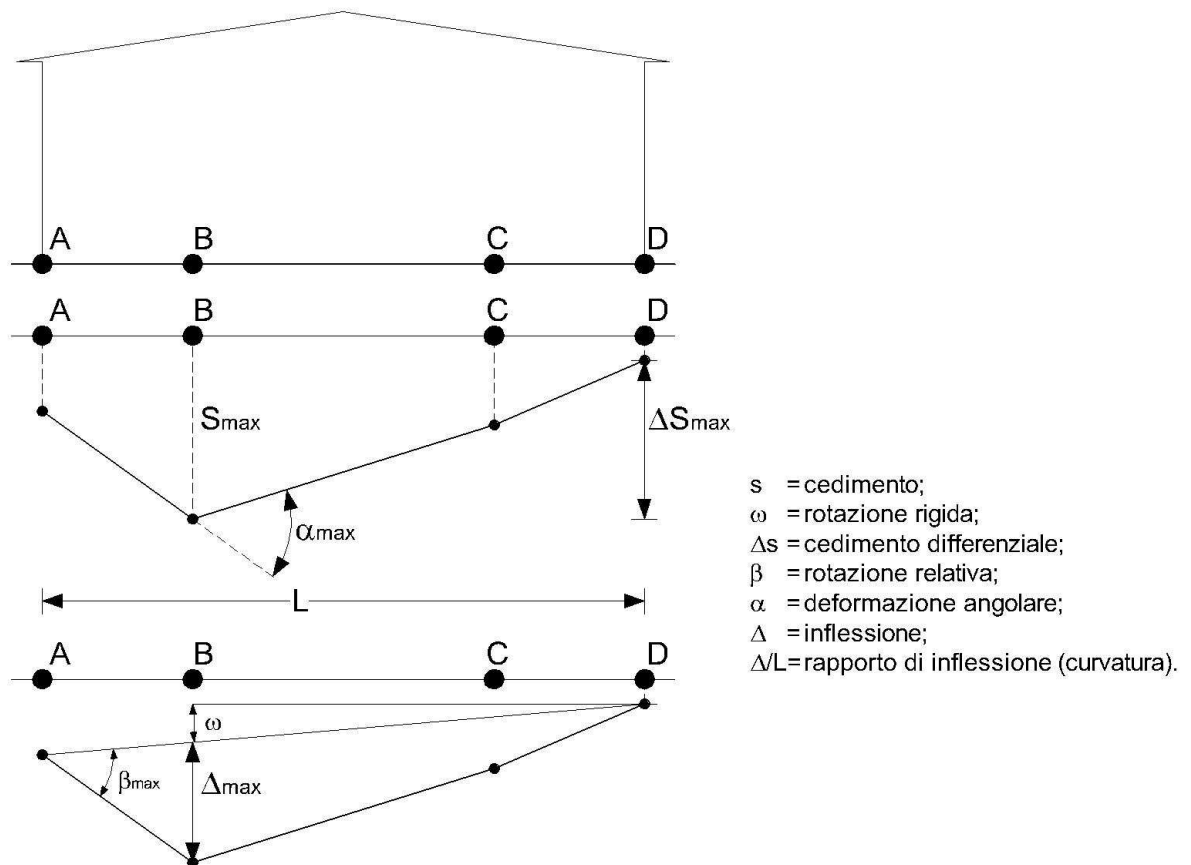 A B C D
A B C D
Smax
ΔSmax
αmax
L
s = cedimento;
ω = rotazione rigida;
Δs = cedimento differenziale;
β = rotazione relativa;
α = deformazione angolare;
Δ = inflessione;
Δ/L= rapporto di inflessione (curvatura).
A B C D
ω
βmax
Δmax